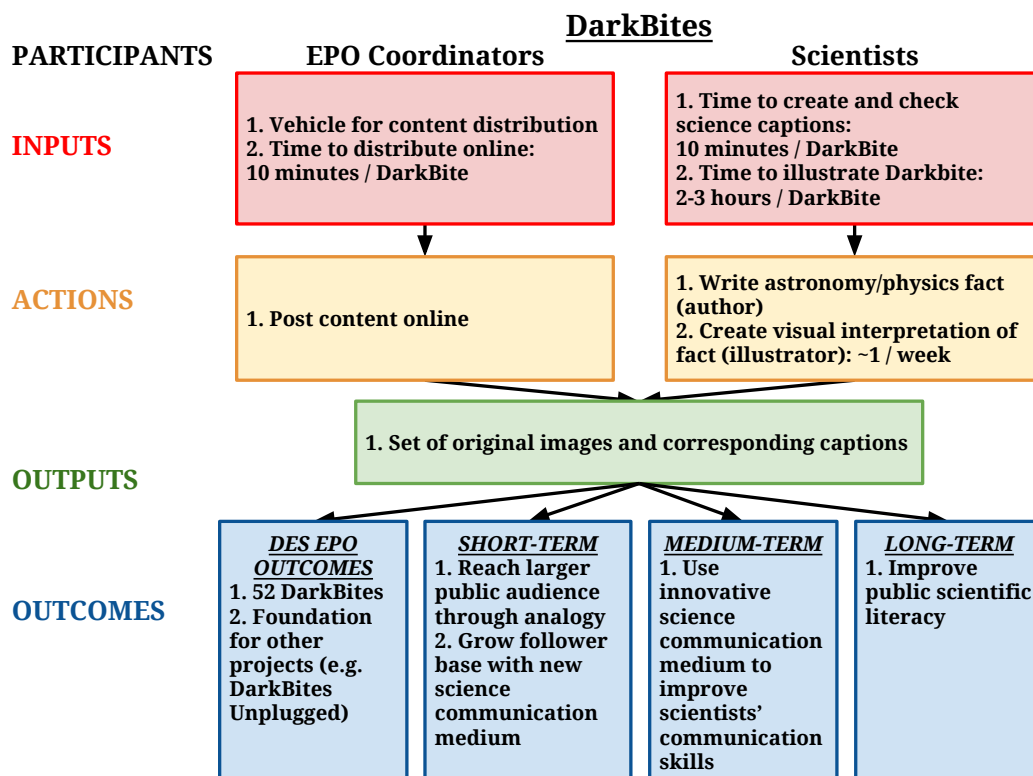 DarkBites
PARTICIPANTS
EPO Coordinators
Scientists
INPUTS
1. Vehicle for content distribution
2. Time to distribute online:
10 minutes / DarkBite
1. Time to create and check
science captions:
10 minutes / DarkBite
2. Time to illustrate Darkbite:
2-3 hours / DarkBite
ACTIONS
1. Post content online
1. Write astronomy/physics fact
(author)
2. Create visual interpretation of
fact (illustrator): ~1 / week
OUTPUTS
1. Set of original images and corresponding captions
OUTCOMES
DES EPO
OUTCOMES
1. 52 DarkBites
2. Foundation
for other
projects (e.g.
DarkBites
Unplugged)
SHORT-TERM
1. Reach larger
public audience
through analogy
2. Grow follower
base with new
science
communication
medium
MEDIUM-TERM
1. Use
innovative
science
communication
medium to
improve
scientists’
communication
skills
LONG-TERM
1. Improve
public scientific
literacy